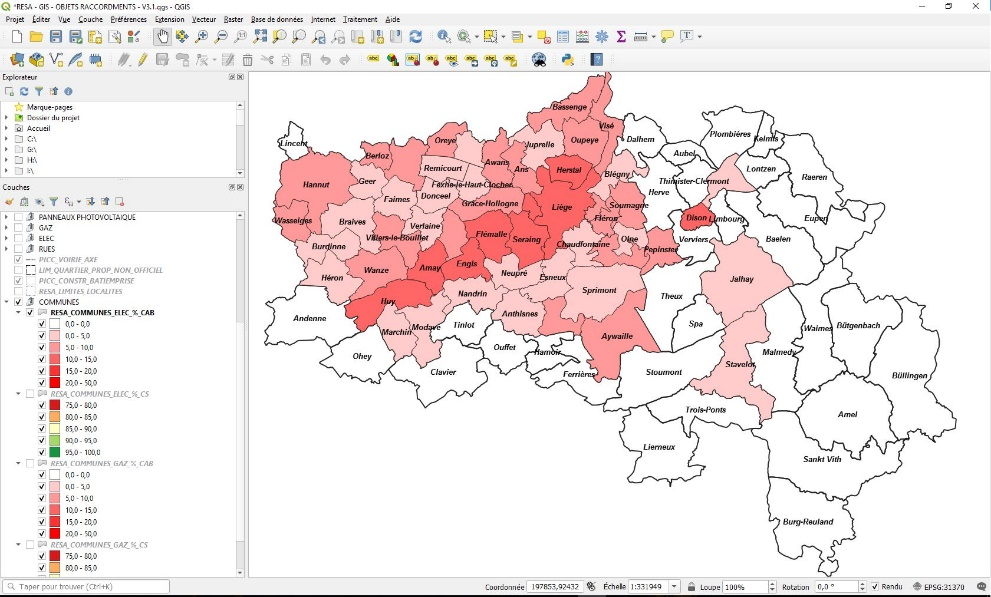 *RESA - GIS - OBJETS RACCORDMENTS - V3.1.qgs - QGIS
Projet Éditer Vue Couche Préférences Extension Vecteur Raster Base de données Internet Traitement Aide
Explorateur
Marque-pages
Dossier du projet
Accueil
C:\
G:\
H:\
I:\
Couches
PANNEAUX PHOTOVOLTAIQUE
GAZ
ELEC
RUES
PICC_VOIRIE_AXE
LIM_QUARTIER_PROP_NON_OFFICIEL
PICC_CONSTR_BATIEMPRISE
RESA_LIMITES_LOCALITES
COMMUNES
RESA_COMMUNES_ELEC_%_CAB
0,0 - 0,0
0,0 - 5,0
5,0 - 10,0
10,0 - 15,0
15,0 - 20,0
20,0 - 50,0
RESA_COMMUNES_ELEC_%_CS
75,0 - 80,0
80,0 - 85,0
85,0 - 90,0
90,0 - 95,0
95,0 - 100,0
RESA_COMMUNES_GAZ_%_CAB
0,0 - 0,0
0,0 - 5,0
5,0 - 10,0
10,0 - 15,0
15,0 - 20,0
20,0 - 50,0
RESA_COMMUNES_GAZ_%_CS
75,0 - 80,0
80,0 - 85,0
Bassenge
Visé
Lincent
Oreye
Juprelle
Oupeye
Dalhem
Plombières
Kelmis
Berloz
Awans
Ans
Aubel
Remicourt
Herstal
Blégny
Lontzen
Hannut
Geer
Fexhe-le-Haut-Clocher
Thimister-Clermont
Raeren
Faimes
Donceel
Herve
Grâce-Hollogne
Liège
Soumagne
Wasseiges
Braives
Verlaine
Fléron
Dison
Limbourg
Eupen
Villers-le-Bouillet
Flémalle
Seraing
Olne
Verviers
Baelen
Burdinne
Chaudfontaine
Pepinster
Wanze
Amay
Engis
Héron
Neupré
Esneux
Jalhay
Sprimont
Huy
Nandrin
Theux
Andenne
Anthisnes
Marchin
Modave
Tinlot
Spa
Waimes
Bütgenbach
Aywaille
Ouffet
Hamoir
Malmedy
Ohey
Stavelot
Clavier
Ferrières
Stoumont
Büllingen
Trois-Ponts
Amel
Lierneux
Sankt Vith
Burg-Reuland
Taper pour trouver (Ctrl+K)
Coordonnée 197853,92432 Échelle 1:331949 Loupe 100% Rotation 0,0 ° Rendu EPSG:31370